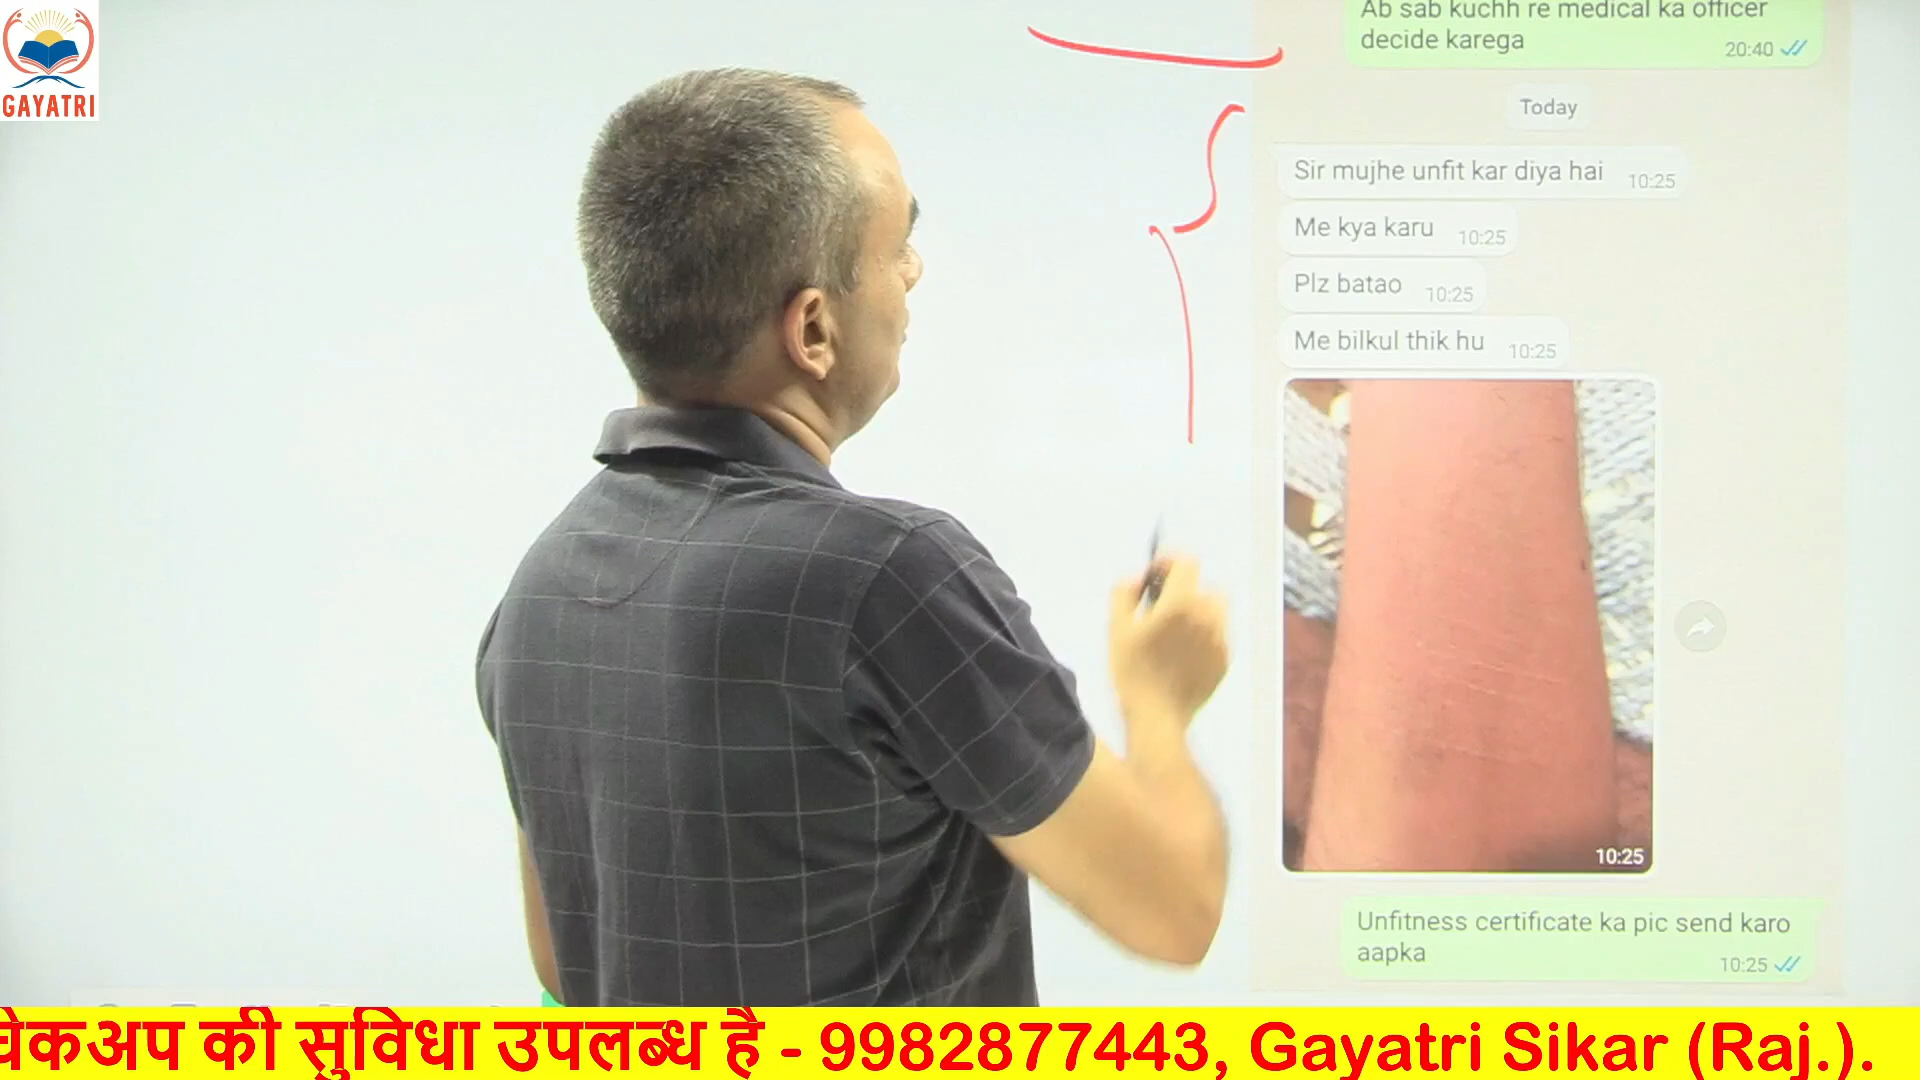 GAYATRI
Ab sab kuchh re medical ka officer
decide karega
20:40
Today
Sir mujhe unfit kar diya hai 10:25
Me kya karu 10:25
Plz batao 10:25
Me bilkul thik hu 10:25
10:25
Unfitness certificate ka pic send karo
aapka
10:25
चेकअप की सुविधा उपलब्ध है - 9982877443, Gayatri Sikar (Raj.).